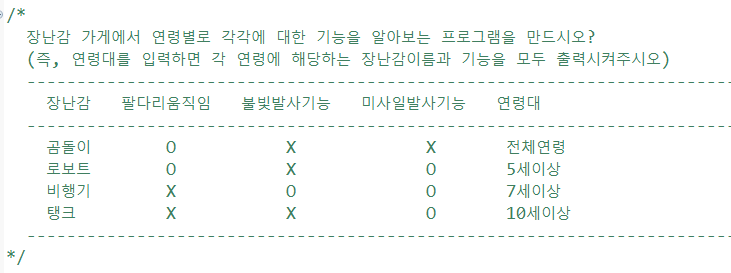 /*
장난감 가게에서 연령별로 각각에 대한 기능을 알아보는 프로그램을 만드시오?
(즉, 연령대를 입력하면 각 연령에 해당하는 장난감이름과 기능을 모두 출력시켜주시오)
--------------------------------------------------------------------------------
장난감 팔다리움직임 불빛발사기능 미사일발사기능 연령대
--------------------------------------------------------------------------------
곰돌이 O X X 전체연령
로보트 O X O 5세이상
비행기 X O O 7세이상
탱크 X X O 10세이상
--------------------------------------------------------------------------------
*/